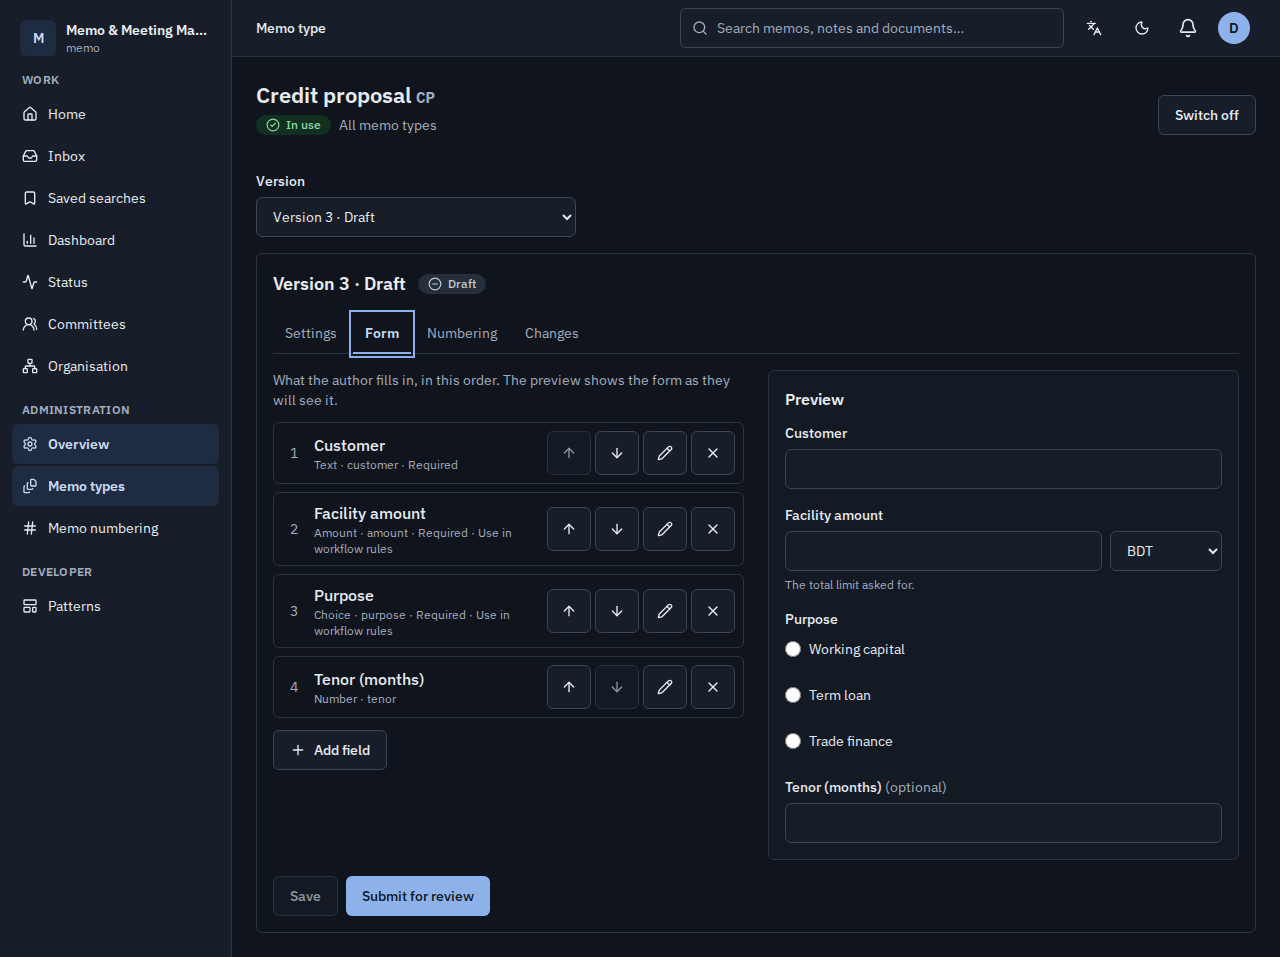 M
Memo & Meeting Ma...
memo
Memo type
Search memos, notes and documents...
D
WORK
Home
Inbox
Saved searches
Dashboard
Status
Committees
Organisation
ADMINISTRATION
Overview
Memo types
Memo numbering
DEVELOPER
Patterns
Credit proposal CP
In use
All memo types
Switch off
Version
Version 3 · Draft
Version 3 · Draft
Draft
Settings
Form
Numbering
Changes
What the author fills in, in this order. The preview shows the form as they
will see it.
1
Customer
Text · customer · Required
2
Facility amount
Amount · amount · Required · Use in
workflow rules
3
Purpose
Choice · purpose · Required · Use in
workflow rules
4
Tenor (months)
Number · tenor
Add field
Preview
Customer
Facility amount
BDT
The total limit asked for.
Purpose
Working capital
Term loan
Trade finance
Tenor (months) (optional)
Save
Submit for review